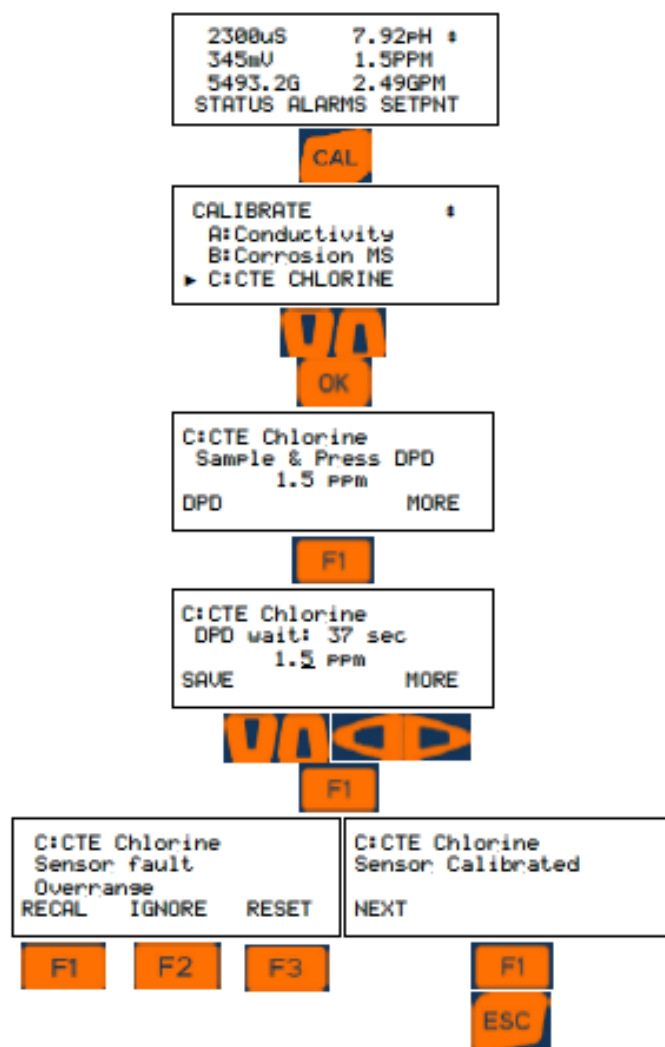 2300uS 7.92pH
345mV 1.5PPM
5493.2G 2.49GPM
STATUS ALARMS SETPNT
CAL
CALIBRATE
A:Conductivity
B:Corrosion MS
C:CTE CHLORINE
OK
C:CTE Chlorine
Sample & Press DPD
1.5 PPM
DPD MORE
F1
C:CTE Chlorine
DPD wait: 37 sec
1.5 PPM
SAVE MORE
F1
C:CTE Chlorine
Sensor fault
Overrange
RECAL IGNORE RESET
F1 F2 F3
C:CTE Chlorine
Sensor Calibrated
NEXT
F1
ESC